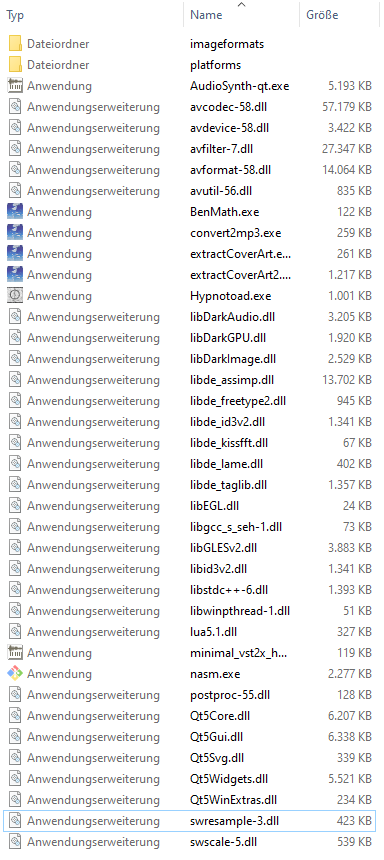 Typ Name Größe
Dateiordner imageformats
Dateiordner platforms
Anwendung AudioSynth-qt.exe 5.193 KB
Anwendungserweiterung avcodec-58.dll 57.179 KB
Anwendungserweiterung avdevice-58.dll 3.422 KB
Anwendungserweiterung avfilter-7.dll 27.347 KB
Anwendungserweiterung avformat-58.dll 14.064 KB
Anwendungserweiterung avutil-56.dll 835 KB
Anwendung BenMath.exe 122 KB
Anwendung convert2mp3.exe 259 KB
Anwendung extractCoverArt.e... 261 KB
Anwendung extractCoverArt2.... 1.217 KB
Anwendung Hypnotoad.exe 1.001 KB
Anwendungserweiterung libDarkAudio.dll 3.205 KB
Anwendungserweiterung libDarkGPU.dll 1.920 KB
Anwendungserweiterung libDarkImage.dll 2.529 KB
Anwendungserweiterung libde_assimp.dll 13.702 KB
Anwendungserweiterung libde_freetype2.dll 945 KB
Anwendungserweiterung libde_id3v2.dll 1.341 KB
Anwendungserweiterung libde_kissfft.dll 67 KB
Anwendungserweiterung libde_lame.dll 402 KB
Anwendungserweiterung libde_taglib.dll 1.357 KB
Anwendungserweiterung libEGL.dll 24 KB
Anwendungserweiterung libgcc_s_seh-1.dll 73 KB
Anwendungserweiterung libGLESv2.dll 3.883 KB
Anwendungserweiterung libid3v2.dll 1.341 KB
Anwendungserweiterung libstdc++-6.dll 1.393 KB
Anwendungserweiterung libwinpthread-1.dll 51 KB
Anwendungserweiterung lua5.1.dll 327 KB
Anwendung minimal_vst2x_h... 119 KB
Anwendung nasm.exe 2.277 KB
Anwendungserweiterung postproc-55.dll 128 KB
Anwendungserweiterung Qt5Core.dll 6.207 KB
Anwendungserweiterung Qt5Gui.dll 6.338 KB
Anwendungserweiterung Qt5Svg.dll 339 KB
Anwendungserweiterung Qt5Widgets.dll 5.521 KB
Anwendungserweiterung Qt5WinExtras.dll 234 KB
Anwendungserweiterung swresample-3.dll 423 KB
Anwendungserweiterung swscale-5.dll 539 KB